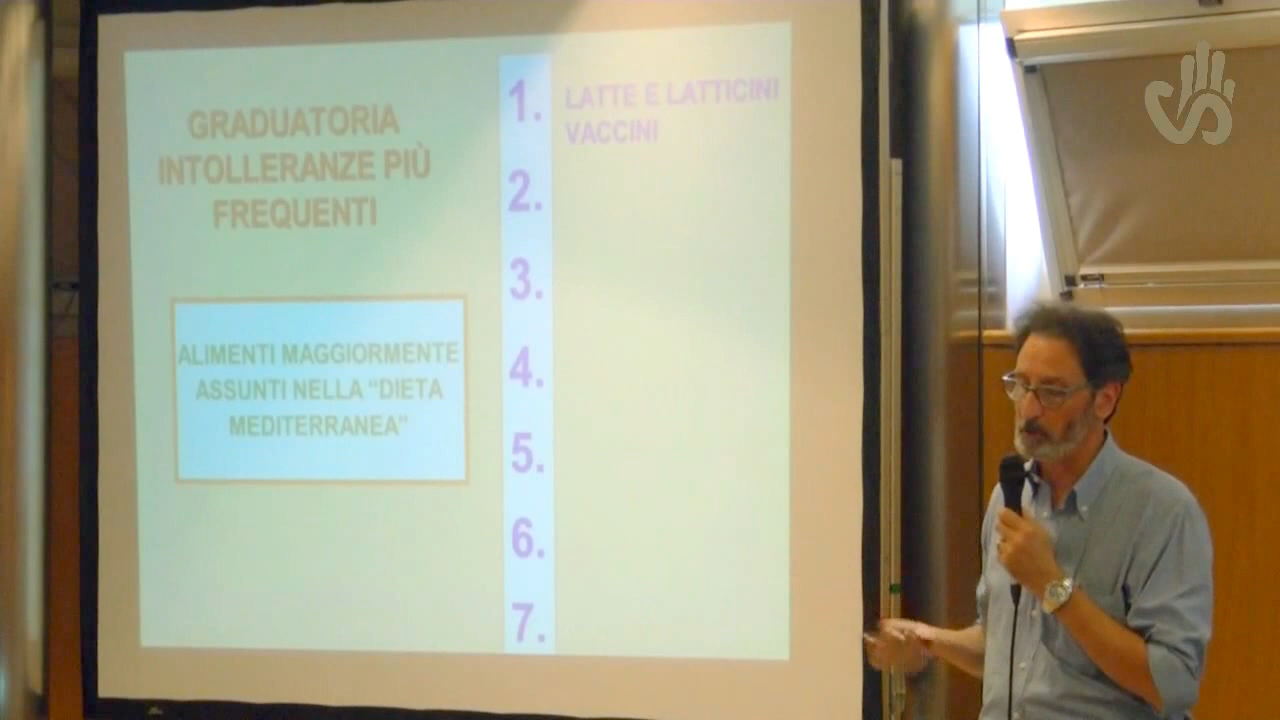 GRADUATORIA
INTOLLERANZE PIÙ
FREQUENTI
ALIMENTI MAGGIORMENTE
ASSUNTI NELLA “DIETA
MEDITERRANEA”
1. LATTE E LATTICINI
VACCINI
2.
3.
4.
5.
6.
7.